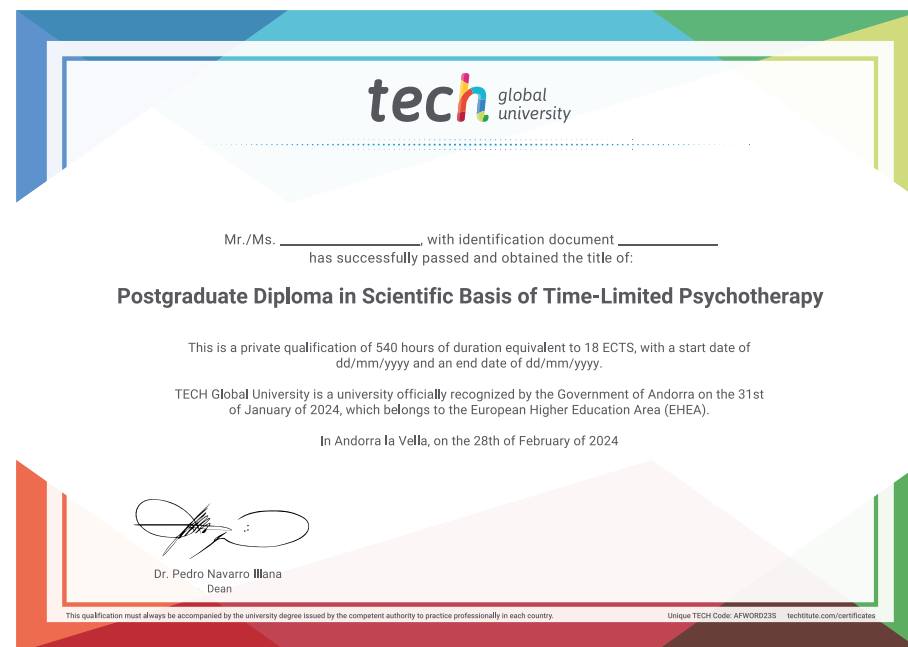 tech global university
Mr./Ms. ____________, with identification document ____________
has successfully passed and obtained the title of:
Postgraduate Diploma in Scientific Basis of Time-Limited Psychotherapy
This is a private qualification of 540 hours of duration equivalent to 18 ECTS, with a start date of
dd/mm/yyyy and an end date of dd/mm/yyyy.
TECH Global University is a university officially recognized by the Government of Andorra on the 31st
of January of 2024, which belongs to the European Higher Education Area (EHEA).
In Andorra la Vella, on the 28th of February of 2024
Dr. Pedro Navarro Illana
Dean
This qualification must always be accompanied by the university degree issued by the competent authority to practice professionally in each country.
Unique TECH Code: AFWORD23S techtitute.com/certificates